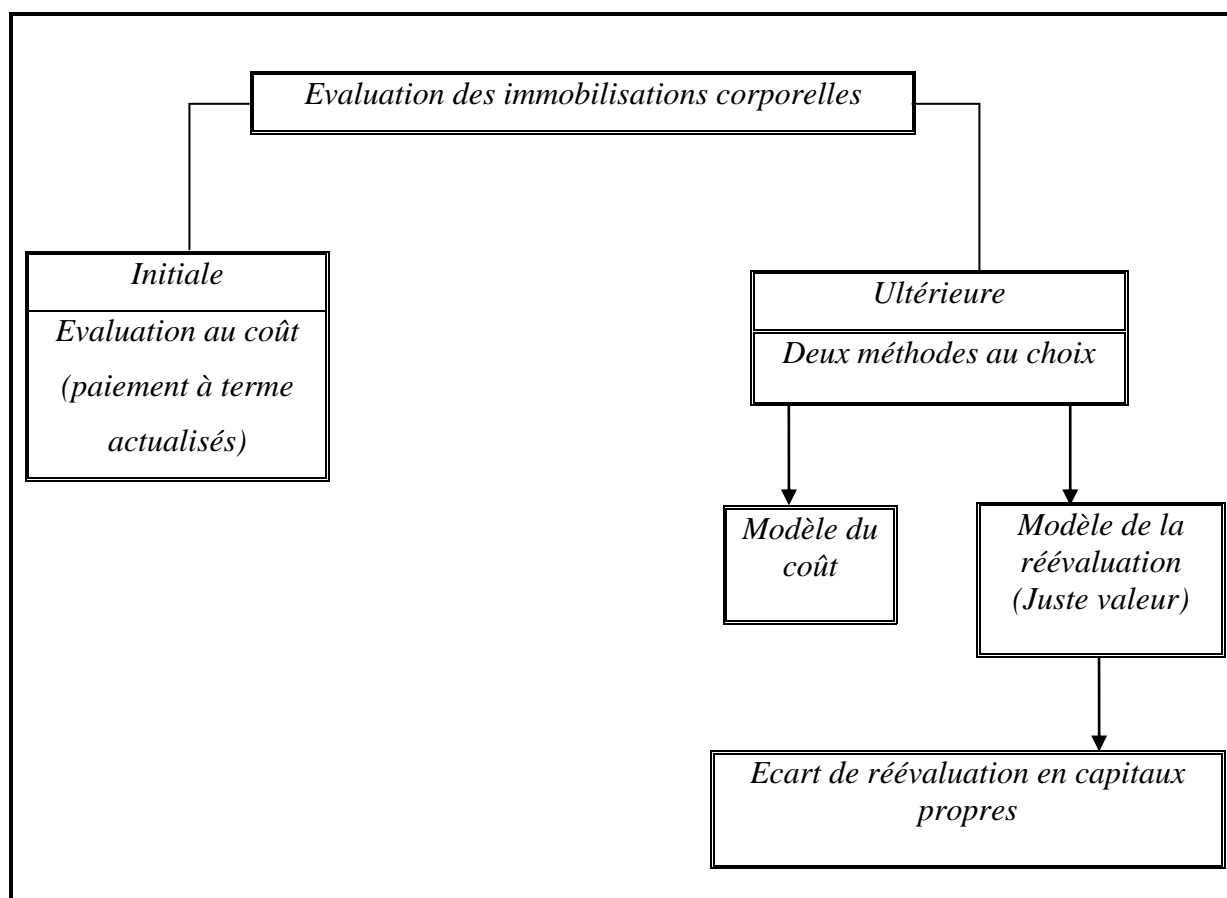 Evaluation des immobilisations corporelles
Initiale
Evaluation au coût
(paiement à terme
actualisés)
Ultérieure
Deux méthodes au choix
Modèle du
coût
Modèle de la
réévaluation
(Juste valeur)
Ecart de réévaluation en capitaux
propres